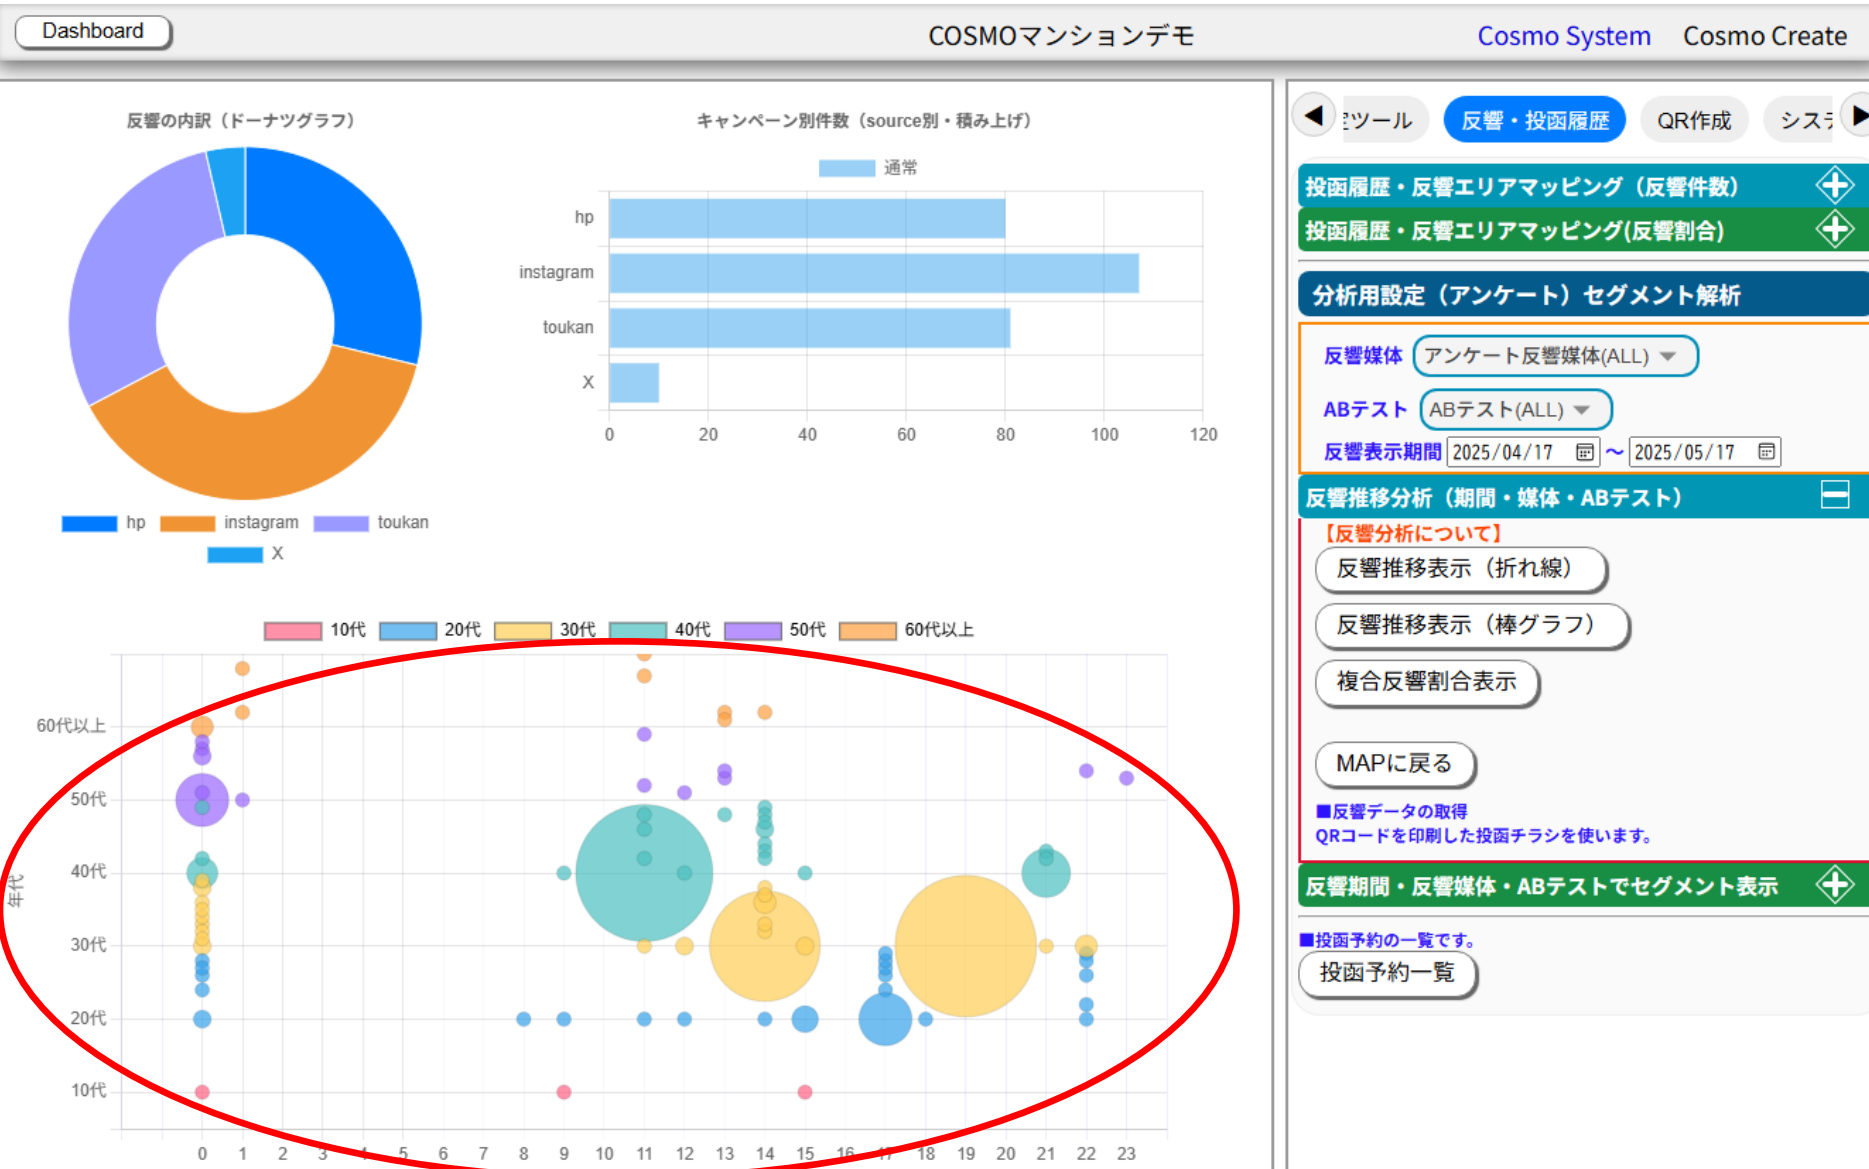 Dashboard
COSMOマンションデモ
Cosmo System Cosmo Create
反響の内訳（ドーナツグラフ）
hp instagram toukan
X
キャンペーン別件数（source別・積み上げ）
通常
hp
instagram
toukan
X
0 20 40 60 80 100 120
10代 20代 30代 40代 50代 60代以上
60代以上
50代
40代
30代
20代
10代
年代
0 1 2 3 4 5 6 7 8 9 10 11 12 13 14 15 16 17 18 19 20 21 22 23
ツール 反響・投函履歴 QR作成 シス
投函履歴・反響エリアマッピング（反響件数）
投函履歴・反響エリアマッピング(反響割合)
分析用設定（アンケート）セグメント解析
反響媒体 アンケート反響媒体(ALL)
ABテスト ABテスト(ALL)
反響表示期間 2025/04/17 ～ 2025/05/17
反響推移分析（期間・媒体・ABテスト）
【反響分析について】
反響推移表示（折れ線）
反響推移表示（棒グラフ）
複合反響割合表示
MAPに戻る
■反響データの取得
QRコードを印刷した投函チラシを使います。
反響期間・反響媒体・ABテストでセグメント表示
■投函予約の一覧です。
投函予約一覧